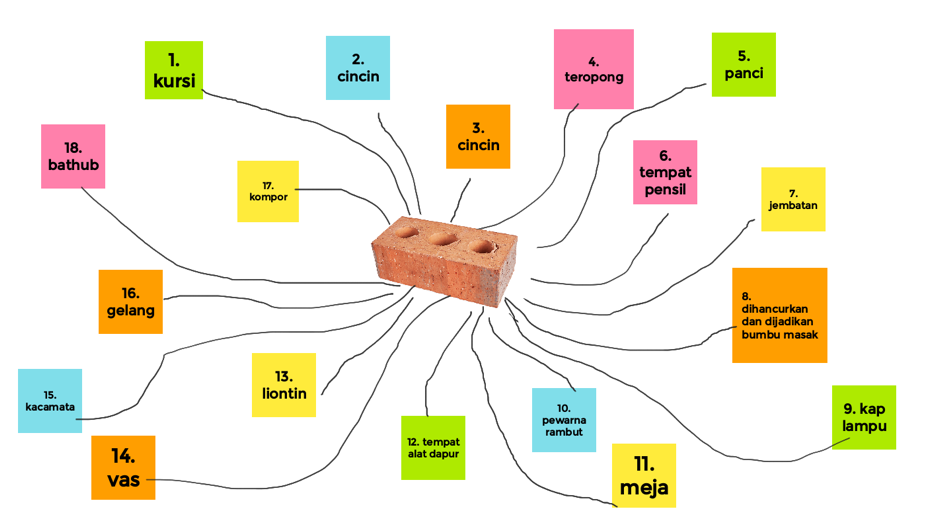 1.
kursi
2.
cincin
3.
cincin
4.
teropong
5.
panci
6.
tempat
pensil
7.
jembatan
8.
dihancurkan
dan dijadikan
bumbu masak
9. kap
lampu
10.
pewarna
rambut
11.
meja
12. tempat
alat dapur
13.
liontin
14.
vas
15.
kacamata
16.
gelang
17.
kompor
18.
bathub